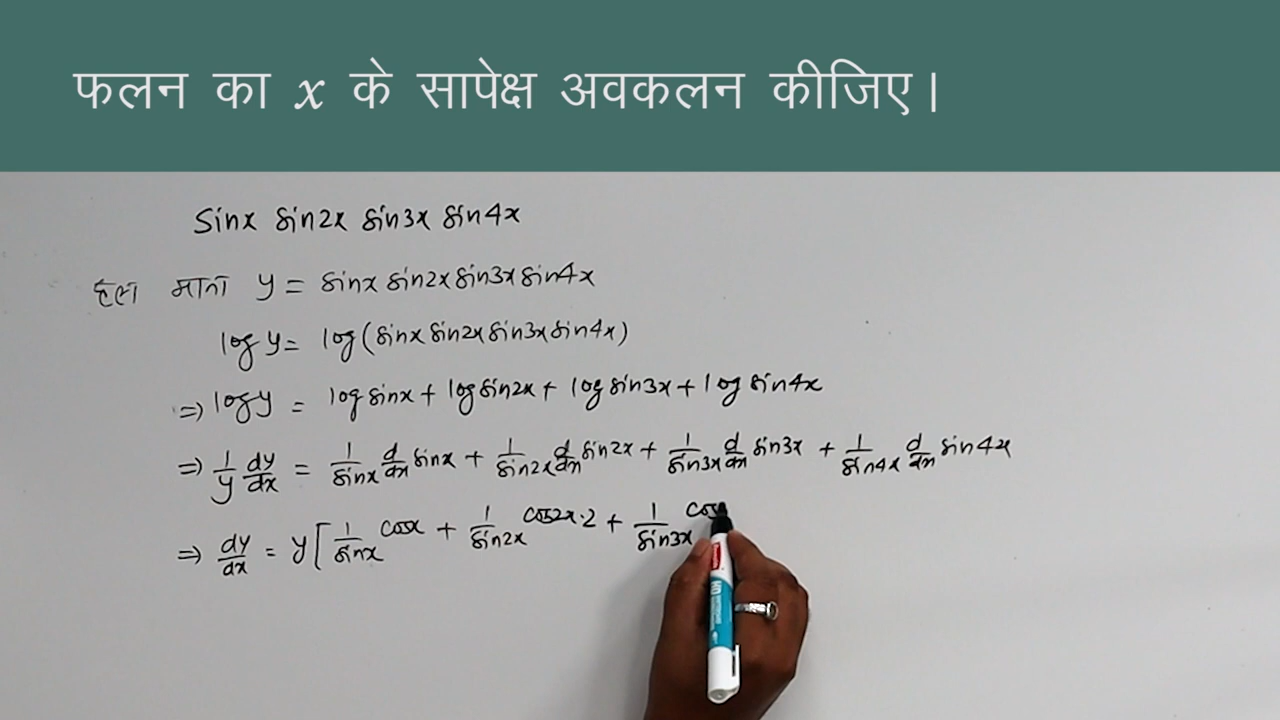 फलन का x के सापेक्ष अवकलन कीजिए।
Sinx Sin2x Sin3x Sin4x
हल माना y = sinx sin2x sin3x sin4x
log y = log(sinx sin2x sin3x sin4x)
⇒ log y = log sinx + log sin2x + log sin3x + log sin4x
⇒ 1/y dy/dx = 1/sinx d/dx sinx + 1/sin2x d/dx sin2x + 1/sin3x d/dx sin3x + 1/sin4x d/dx sin4x
⇒ dy/dx = y[1/sinx cosx + 1/sin2x cos2x·2 + 1/sin3x cos